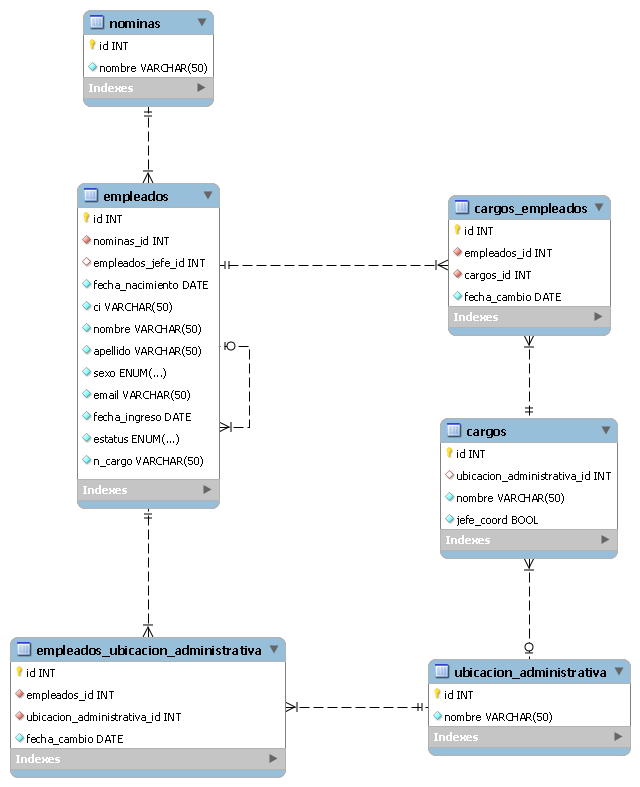 nominas
id INT
nombre VARCHAR(50)
Indexes
empleados
id INT
nominas_id INT
empleados_jefe_id INT
fecha_nacimiento DATE
ci VARCHAR(50)
nombre VARCHAR(50)
apellido VARCHAR(50)
sexo ENUM(...)
email VARCHAR(50)
fecha_ingreso DATE
estatus ENUM(...)
n_cargo VARCHAR(50)
Indexes
cargos_empleados
id INT
empleados_id INT
cargos_id INT
fecha_cambio DATE
Indexes
cargos
id INT
ubicacion_administrativa_id INT
nombre VARCHAR(50)
jefe_coord BOOL
Indexes
empleados_ubicacion_administrativa
id INT
empleados_id INT
ubicacion_administrativa_id INT
fecha_cambio DATE
Indexes
ubicacion_administrativa
id INT
nombre VARCHAR(50)
Indexes